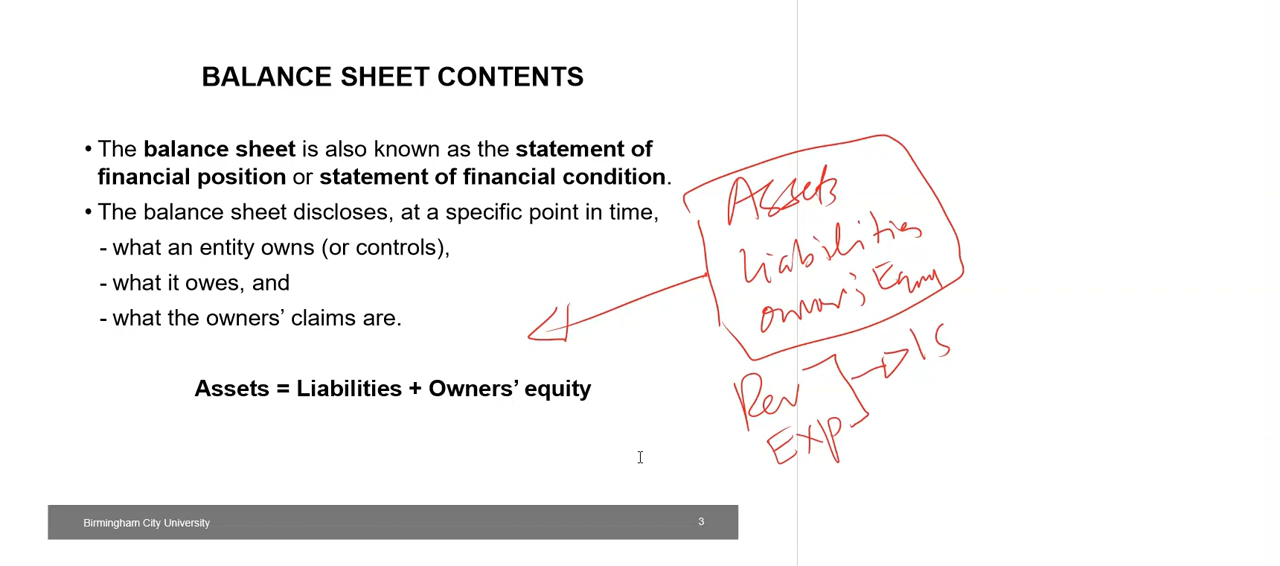 BALANCE SHEET CONTENTS
• The balance sheet is also known as the statement of
financial position or statement of financial condition.
• The balance sheet discloses, at a specific point in time,
- what an entity owns (or controls),
- what it owes, and
- what the owners’ claims are.
Assets = Liabilities + Owners’ equity
Assets
Liabilities
Owner's Equity
Rev
Exp
IS
Birmingham City University
3